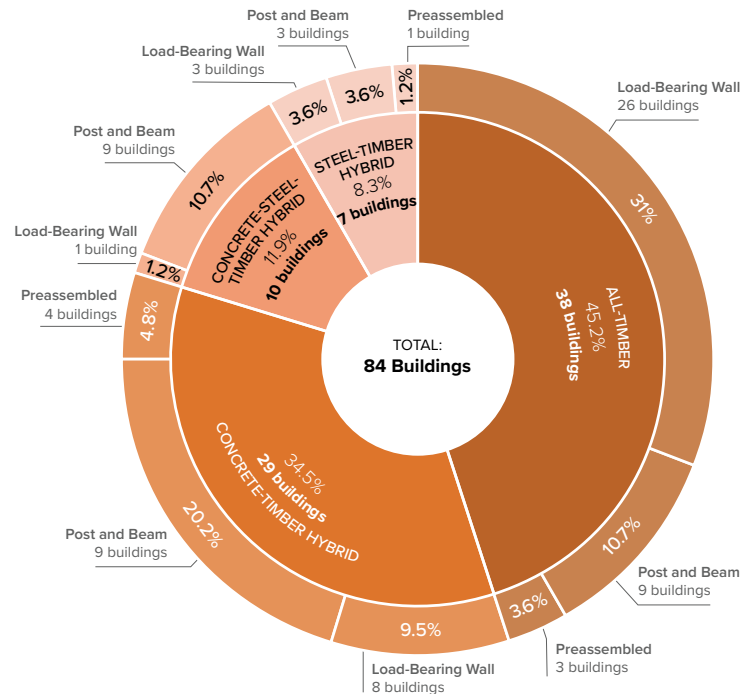 Post and Beam
3 buildings
Preassembled
1 building
Load-Bearing Wall
3 buildings
Load-Bearing Wall
26 buildings
Post and Beam
9 buildings
Load-Bearing Wall
1 building
Preassembled
4 buildings
Post and Beam
9 buildings
Load-Bearing Wall
8 buildings
Preassembled
3 buildings
Post and Beam
9 buildings
3.6%
3.6%
1.2%
31%
10.7%
3.6%
9.5%
20.2%
4.8%
1.2%
10.7%
STEEL-TIMBER
HYBRID
8.3%
7 buildings
CONCRETE-STEEL-
TIMBER HYBRID
11.9%
10 buildings
ALL-TIMBER
45.2%
38 buildings
34.5%
29 buildings
CONCRETE-TIMBER HYBRID
TOTAL:
84 Buildings